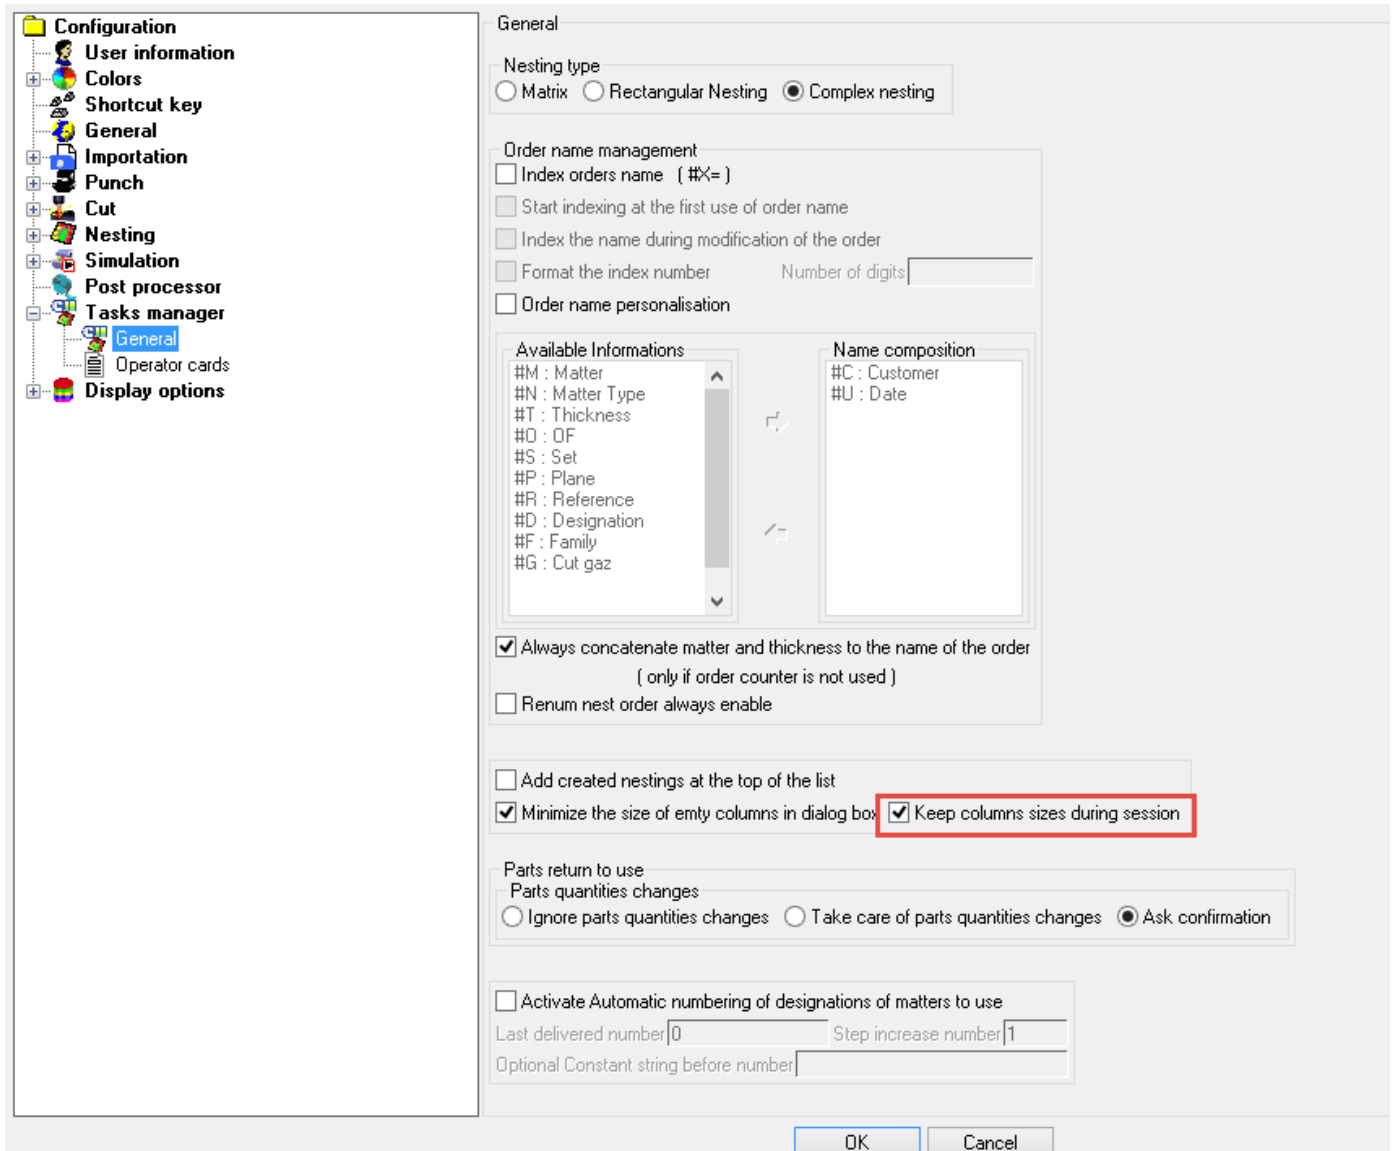 Configuration
User information
Colors
Shortcut key
General
Importation
Punch
Cut
Nesting
Simulation
Post processor
Tasks manager
General
Operator cards
Display options
General
Nesting type
Matrix Rectangular Nesting Complex nesting
Order name management
Index orders name ( #X= )
Start indexing at the first use of order name
Index the name during modification of the order
Format the index number Number of digits
Order name personalisation
Available Informations
#M : Matter
#N : Matter Type
#T : Thickness
#O : OF
#S : Set
#P : Plane
#R : Reference
#D : Designation
#F : Family
#G : Cut gaz
Name composition
#C : Customer
#U : Date
Always concatenate matter and thickness to the name of the order
( only if order counter is not used )
Renum nest order always enable
Add created nestings at the top of the list
Minimize the size of emty columns in dialog box Keep columns sizes during session
Parts return to use
Parts quantities changes
Ignore parts quantities changes Take care of parts quantities changes Ask confirmation
Activate Automatic numbering of designations of matters to use
Last delivered number 0 Step increase number 1
Optional Constant string before number
OK Cancel